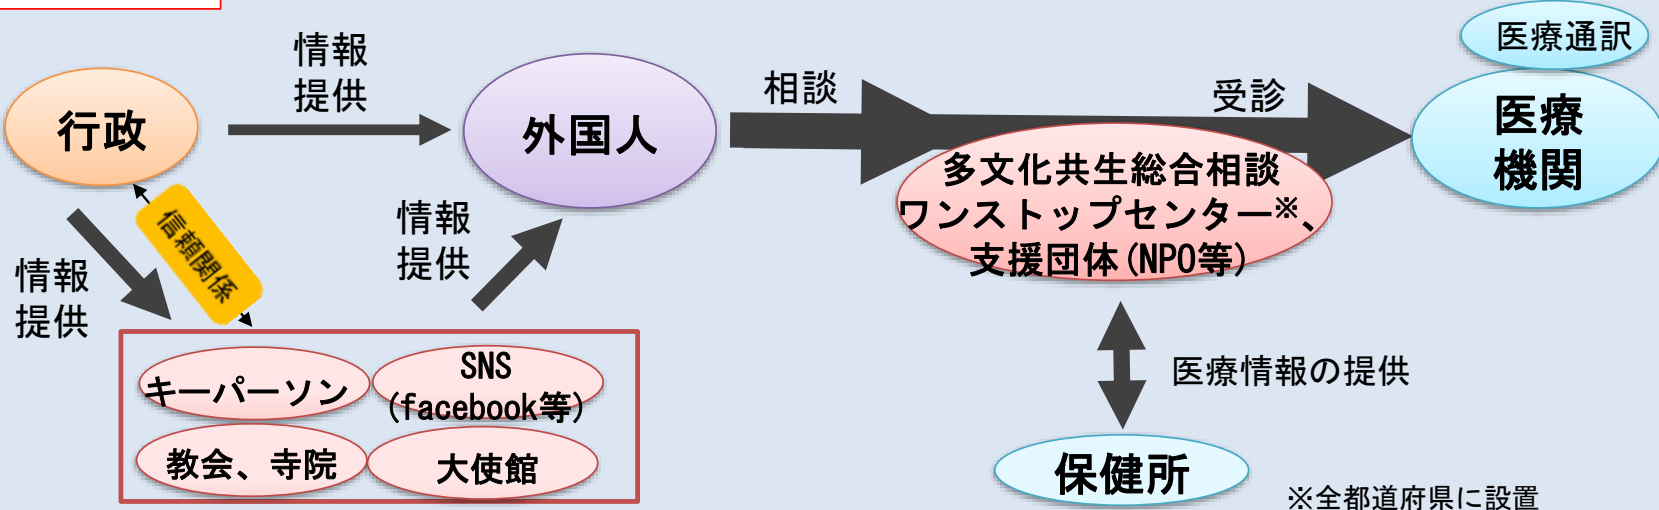 情報
提供
行政
外国人
相談
受診
医療通訳
医療
機関
多文化共生総合相談
ワンストップセンター※、
支援団体(NPO等)
信頼関係
情報
提供
情報
提供
キーパーソン
SNS
(facebook等)
教会、寺院
大使館
医療情報の提供
保健所
※全都道府県に設置